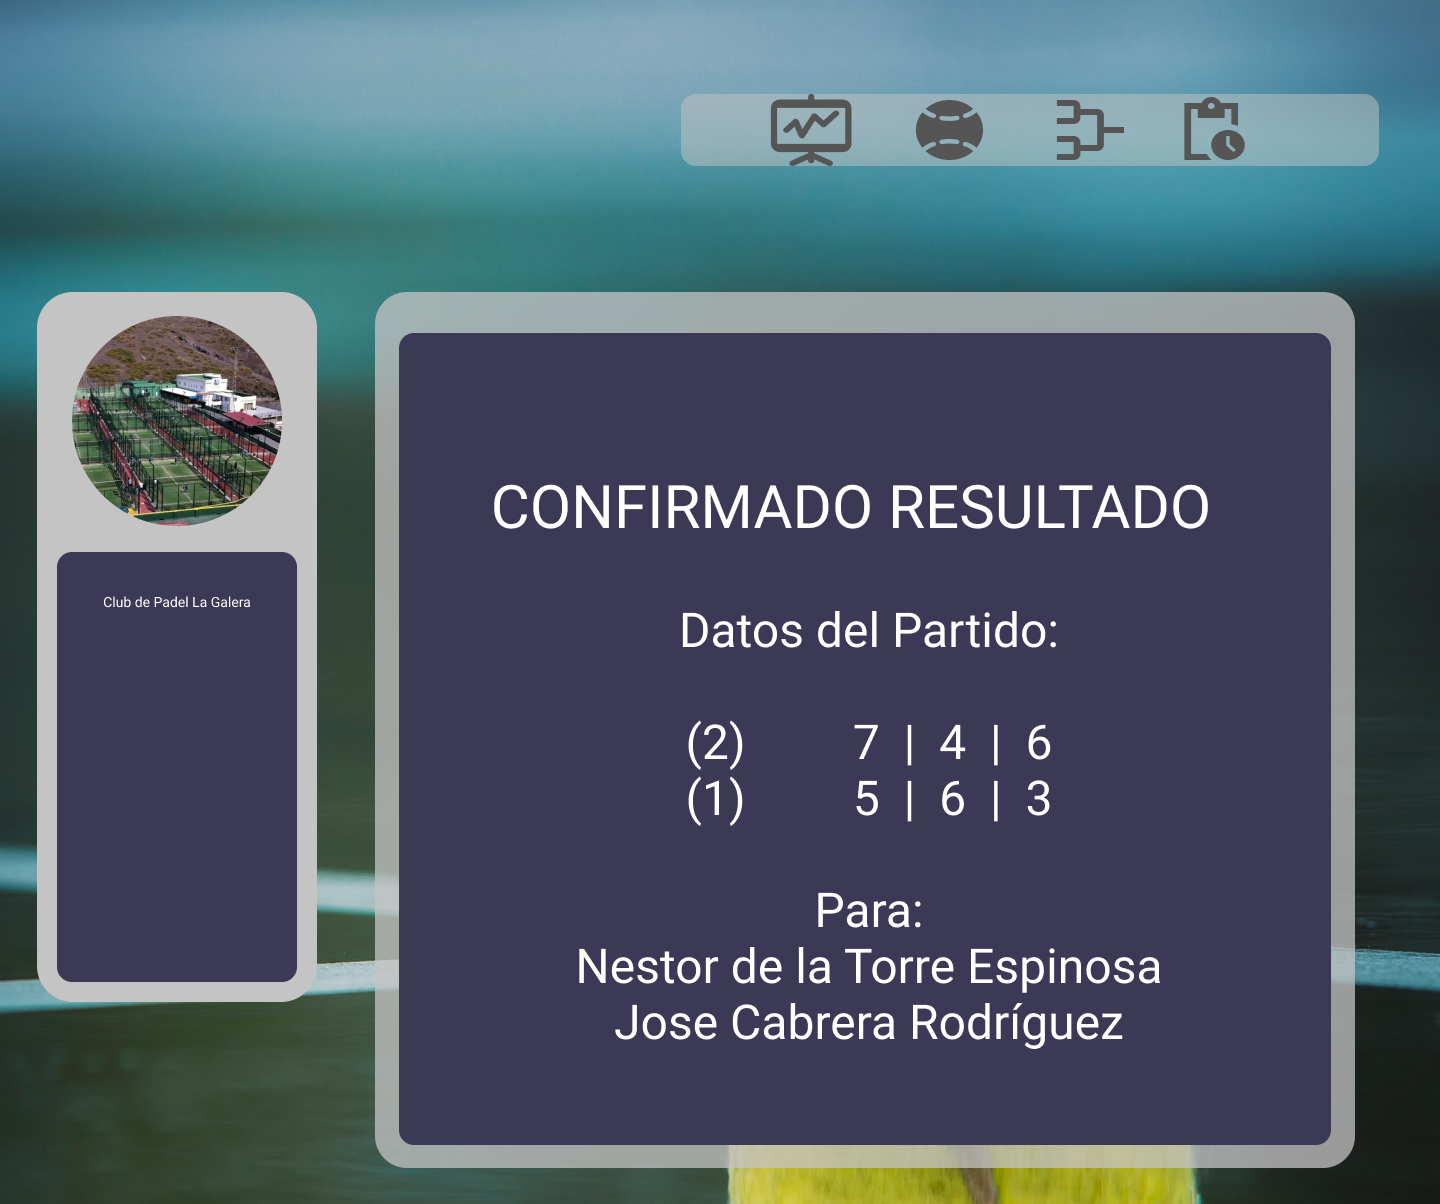 Club de Padel La Galera
CONFIRMADO RESULTADO
Datos del Partido:
(2) 7 | 4 | 6
(1) 5 | 6 | 3
Para:
Nestor de la Torre Espinosa
Jose Cabrera Rodríguez